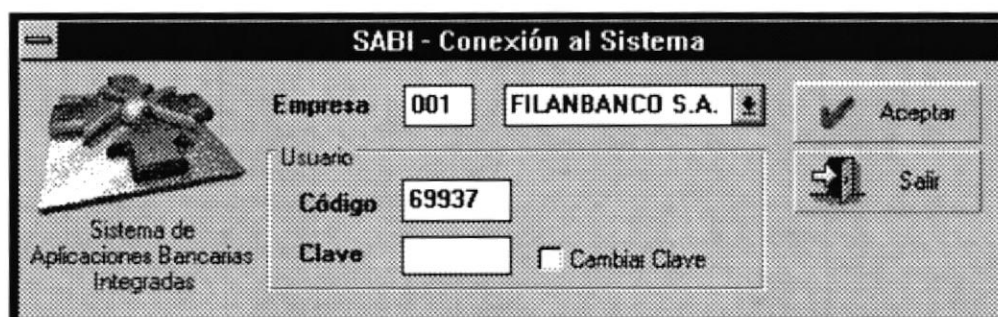 SABI - Conexión al Sistema
Empresa 001 FILANBANCO S.A.
Aceptar
Usuario
Salir
Código 69937
Clave Cambiar Clave
Sistema de
Aplicaciones Bancarias
Integradas